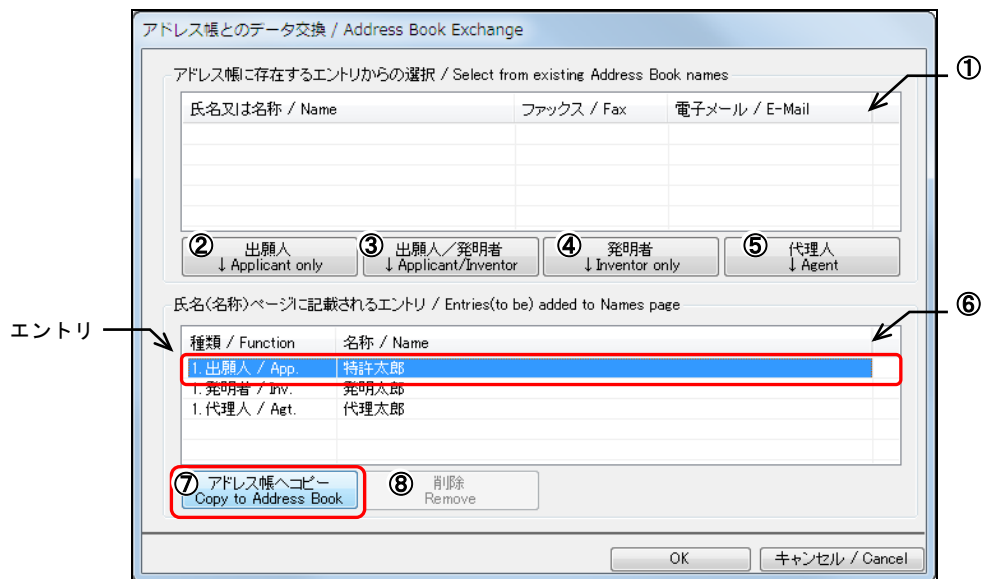 アドレス帳とのデータ交換 / Address Book Exchange
アドレス帳に存在するエントリからの選択 / Select from existing Address Book names
①
氏名又は名称 / Name ファックス / Fax 電子メール / E-Mail
② 出願人
↓Applicant only
③ 出願人／発明者
↓Applicant/Inventor
④ 発明者
↓Inventor only
⑤ 代理人
↓Agent
氏名(名称)ページに記載されるエントリ / Entries(to be) added to Names page
⑥
エントリ
種類 / Function 名称 / Name
1.出願人 / App. 特許太郎
1.発明者 / Inv. 発明太郎
1.代理人 / Agt. 代理太郎
⑦ アドレス帳へコピー
Copy to Address Book
⑧ 削除
Remove
OK キャンセル / Cancel